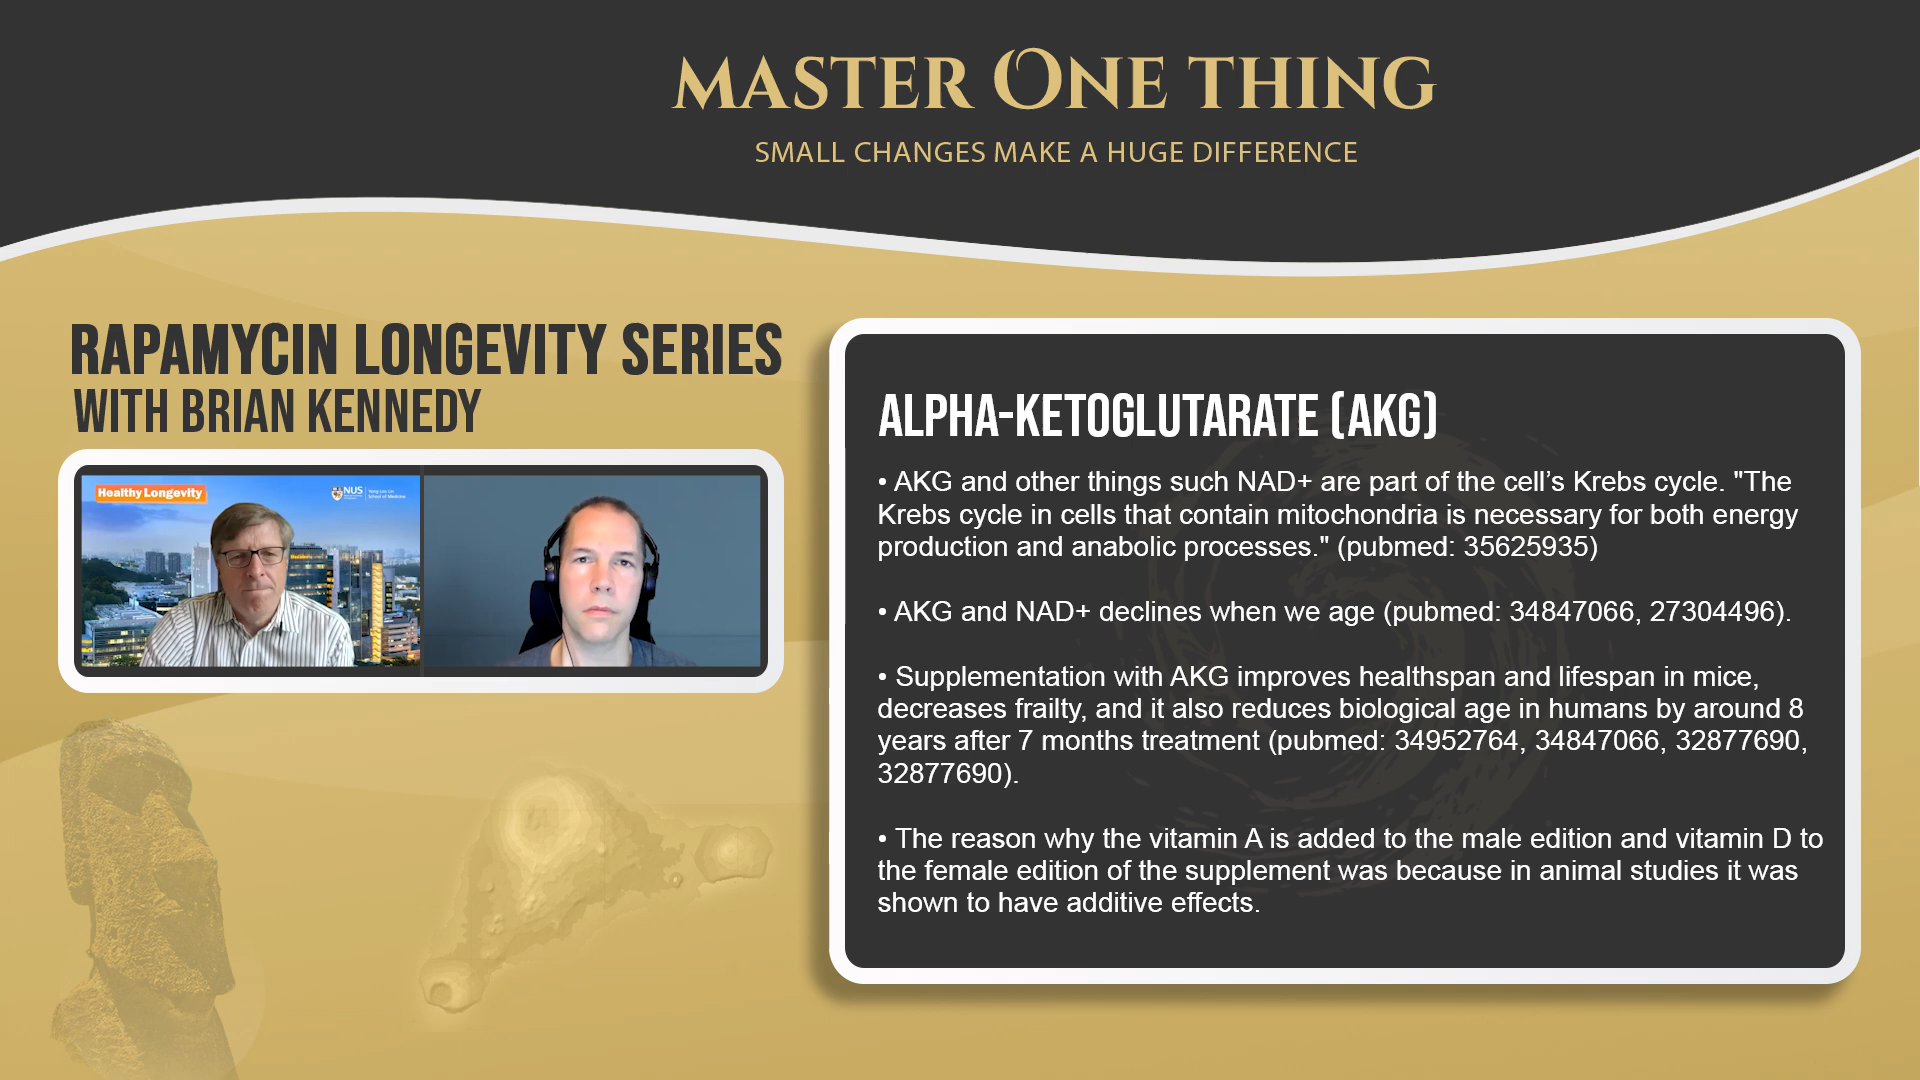 MASTER ONE THING
SMALL CHANGES MAKE A HUGE DIFFERENCE
RAPAMYCIN LONGEVITY SERIES
WITH BRIAN KENNEDY
Healthy Longevity
NUS
Yong Loo Lin
School of Medicine
ALPHA-KETOGLUTARATE (AKG)
• AKG and other things such NAD+ are part of the cell’s Krebs cycle. "The
Krebs cycle in cells that contain mitochondria is necessary for both energy
production and anabolic processes." (pubmed: 35625935)
• AKG and NAD+ declines when we age (pubmed: 34847066, 27304496).
• Supplementation with AKG improves healthspan and lifespan in mice,
decreases frailty, and it also reduces biological age in humans by around 8
years after 7 months treatment (pubmed: 34952764, 34847066, 32877690,
32877690).
• The reason why the vitamin A is added to the male edition and vitamin D to
the female edition of the supplement was because in animal studies it was
shown to have additive effects.